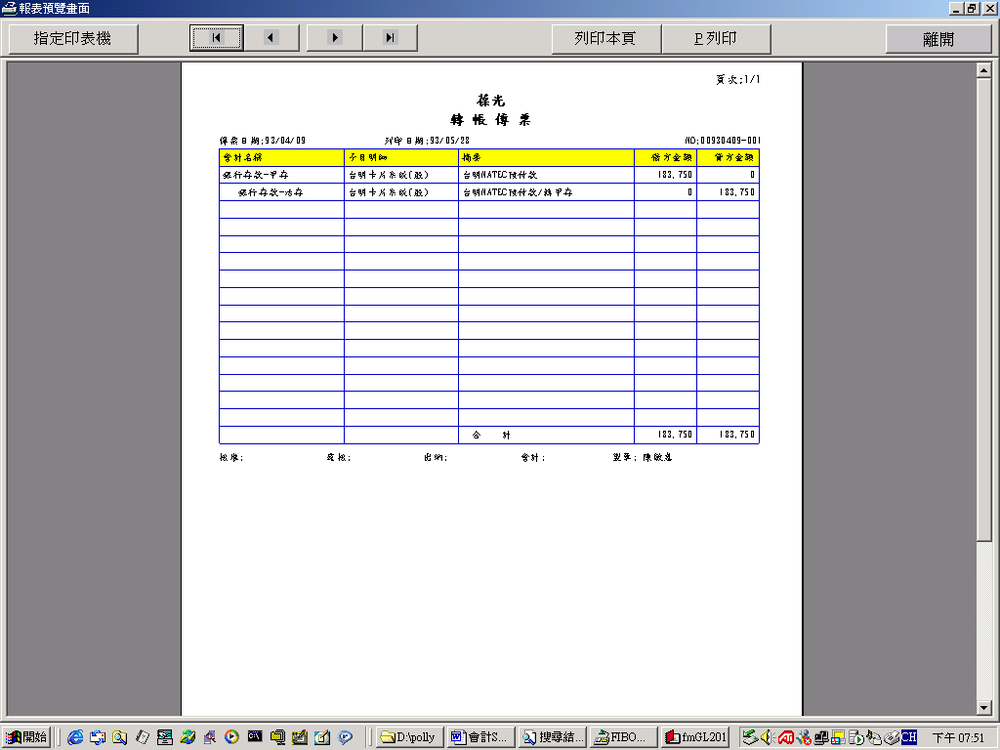 報表預覽畫面
指定印表機 列印本頁 P列印 離開
頁次:1/1
葆光
轉帳傳票
傳票日期:93/04/09 列印日期:93/05/28 NO:00930409-001
會計名稱 子目明細 摘要 借方金額 貸方金額
銀行存款-甲存 台明卡片系統(股) 台明NATEC預付款 183,750 0
銀行存款-活存 台明卡片系統(股) 台明NATEC預付款/轉甲存 0 183,750
合 計 183,750 183,750
核准: 覆核: 出納: 會計: 製單:
開始 D:\polly 會計S... 搜尋結... FIBO... fmGL201 CH 下午 07:51